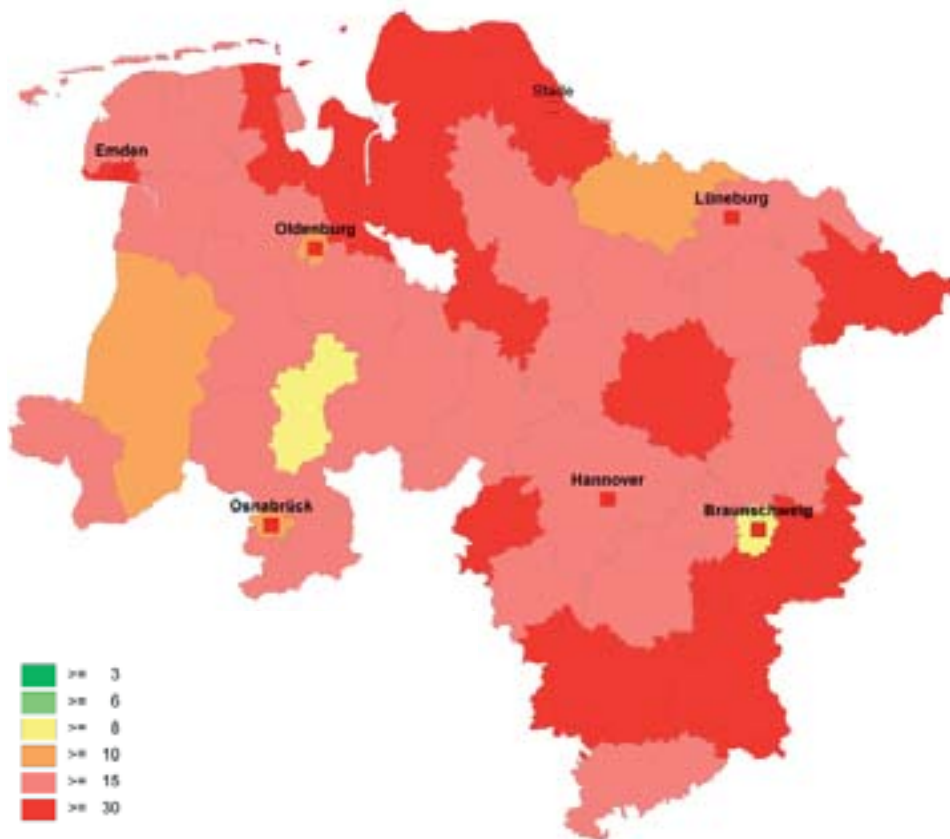 Stade
Emden
Lüneburg
Oldenburg
Hannover
Osnabrück
Braunschweig
>= 3
>= 6
>= 8
>= 10
>= 15
>= 30